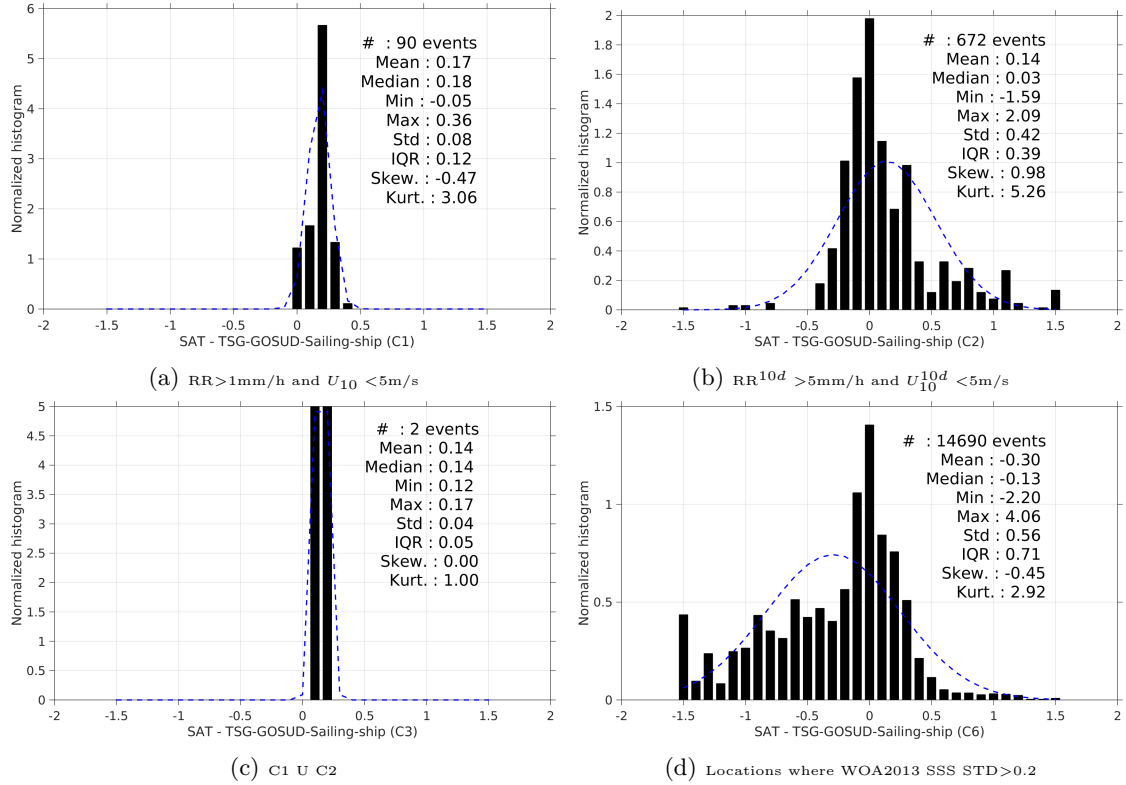 6
5
4
3
2
1
0
-2 -1.5 -1 -0.5 0 0.5 1 1.5 2
Normalized histogram
SAT - TSG-GOSUD-Sailing-ship (C1)
# : 90 events
Mean : 0.17
Median : 0.18
Min : -0.05
Max : 0.36
Std : 0.08
IQR : 0.12
Skew. : -0.47
Kurt. : 3.06
(a) RR>1mm/h and U10 <5m/s
2
1.8
1.6
1.4
1.2
1
0.8
0.6
0.4
0.2
0
-2 -1.5 -1 -0.5 0 0.5 1 1.5 2
Normalized histogram
SAT - TSG-GOSUD-Sailing-ship (C2)
# : 672 events
Mean : 0.14
Median : 0.03
Min : -1.59
Max : 2.09
Std : 0.42
IQR : 0.39
Skew. : 0.98
Kurt. : 5.26
(b) RR10d >5mm/h and U10d10 <5m/s
5
4.5
4
3.5
3
2.5
2
1.5
1
0.5
0
-2 -1.5 -1 -0.5 0 0.5 1 1.5 2
Normalized histogram
SAT - TSG-GOSUD-Sailing-ship (C3)
# : 2 events
Mean : 0.14
Median : 0.14
Min : 0.12
Max : 0.17
Std : 0.04
IQR : 0.05
Skew. : 0.00
Kurt. : 1.00
(c) C1 U C2
1.5
1
0.5
0
-2 -1.5 -1 -0.5 0 0.5 1 1.5 2
Normalized histogram
SAT - TSG-GOSUD-Sailing-ship (C6)
# : 14690 events
Mean : -0.30
Median : -0.13
Min : -2.20
Max : 4.06
Std : 0.56
IQR : 0.71
Skew. : -0.45
Kurt. : 2.92
(d) Locations where WOA2013 SSS STD>0.2